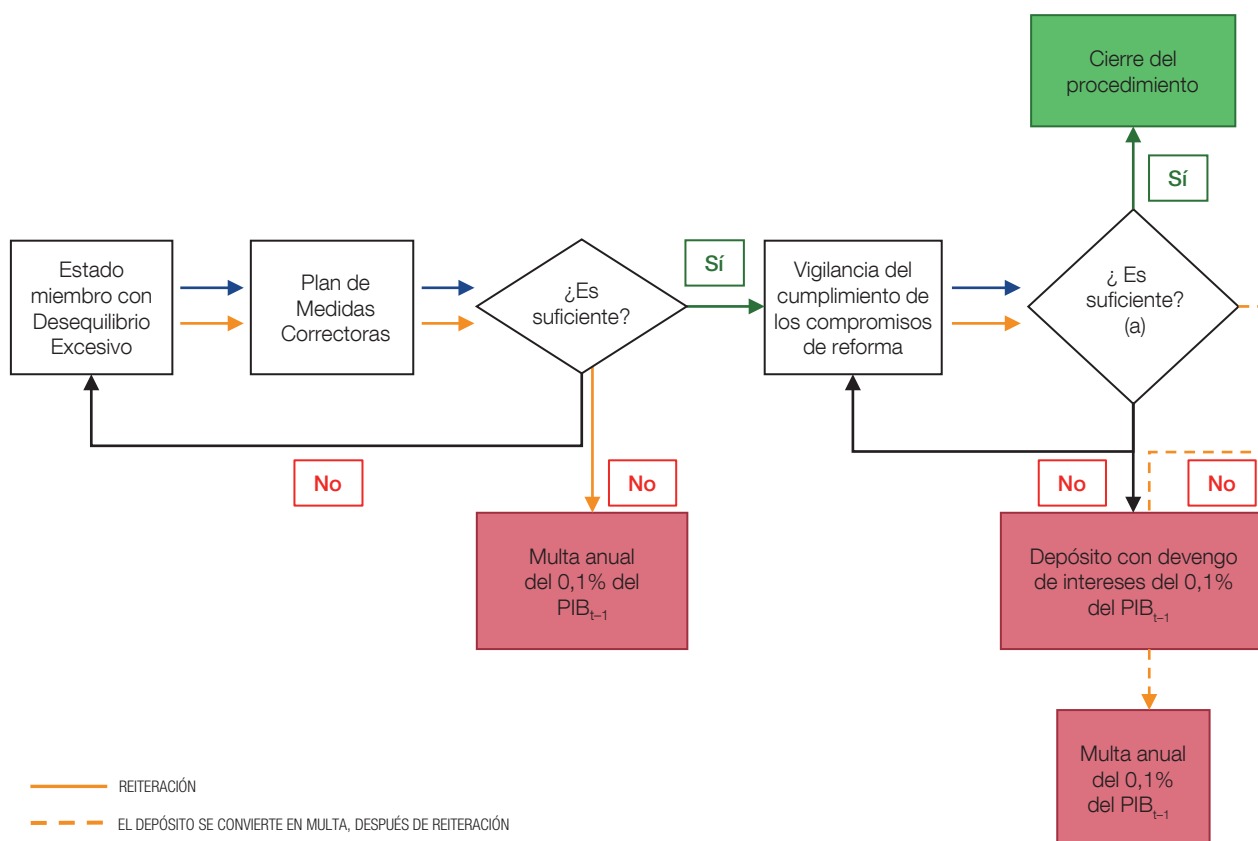 Cierre del
procedimiento
Sí
Estado
miembro con
Desequilibrio
Excesivo
Plan de
Medidas
Correctoras
¿Es
suficiente?
Sí
Vigilancia del
cumplimiento de
los compromisos
de reforma
¿ Es
suficiente?
(a)
No
No
No
No
Multa anual
del 0,1% del
PIBt–1
Depósito con devengo
de intereses del 0,1%
del PIBt–1
Multa anual
del 0,1%
del PIBt–1
REITERACIÓN
EL DEPÓSITO SE CONVIERTE EN MULTA, DESPUÉS DE REITERACIÓN